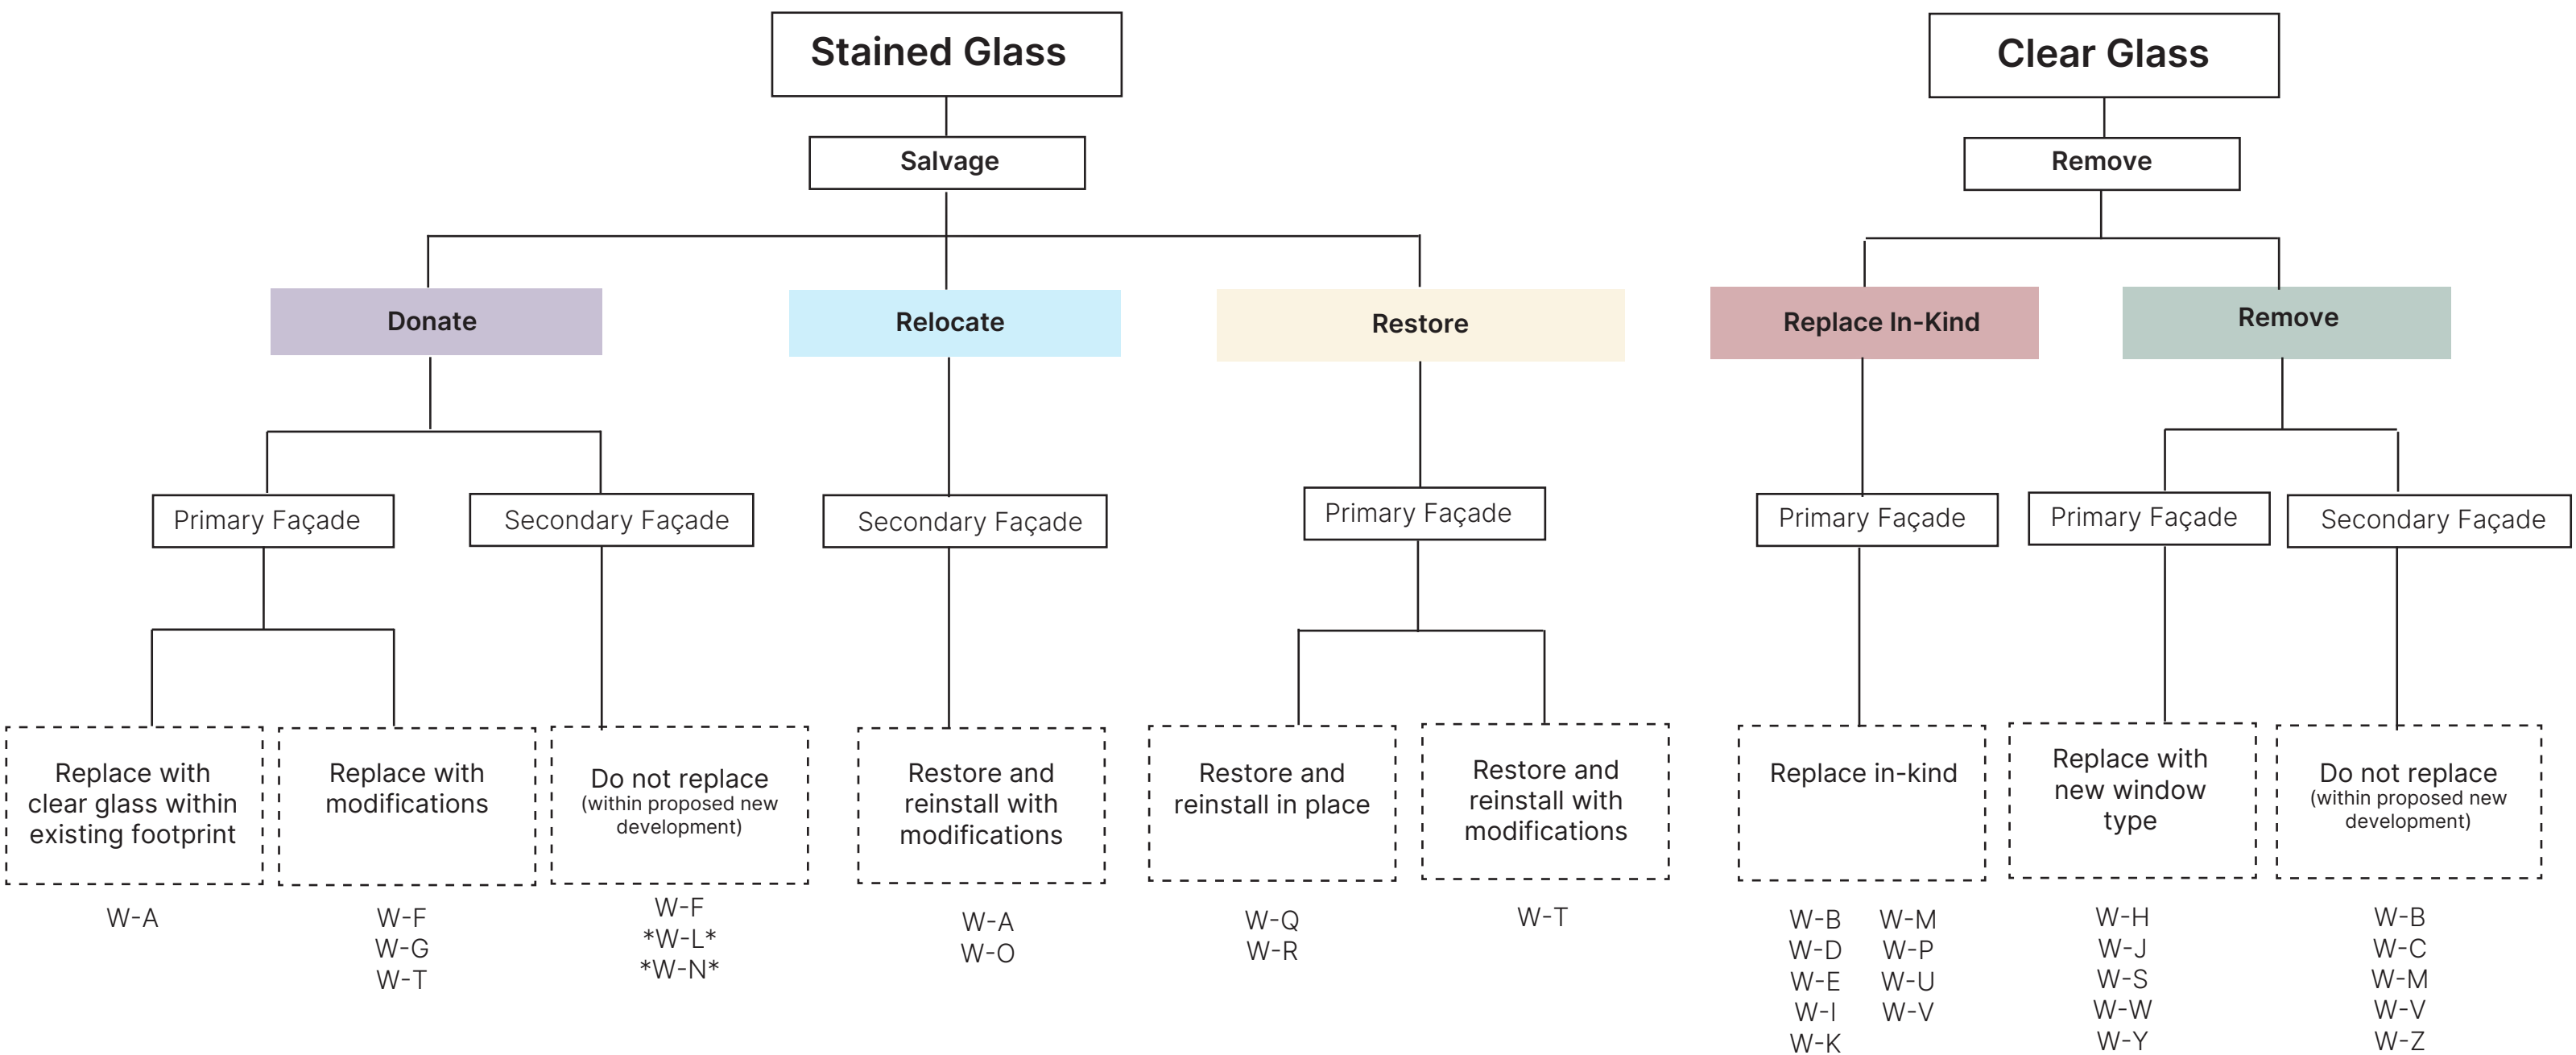 Stained Glass
Clear Glass
Salvage
Remove
Donate
Relocate
Restore
Replace In-Kind
Remove
Primary Façade
Secondary Façade
Secondary Façade
Primary Façade
Primary Façade
Primary Façade
Secondary Façade
Replace with
clear glass within
existing footprint
W-A
Replace with
modifications
W-F
W-G
W-T
Do not replace
(within proposed new
development)
W-F
*W-L*
*W-N*
Restore and
reinstall with
modifications
W-A
W-O
Restore and
reinstall in place
W-Q
W-R
Restore and
reinstall with
modifications
W-T
Replace in-kind
W-B W-M
W-D W-P
W-E W-U
W-I W-V
W-K
Replace with
new window
type
W-H
W-J
W-S
W-W
W-Y
Do not replace
(within proposed new
development)
W-B
W-C
W-M
W-V
W-Z